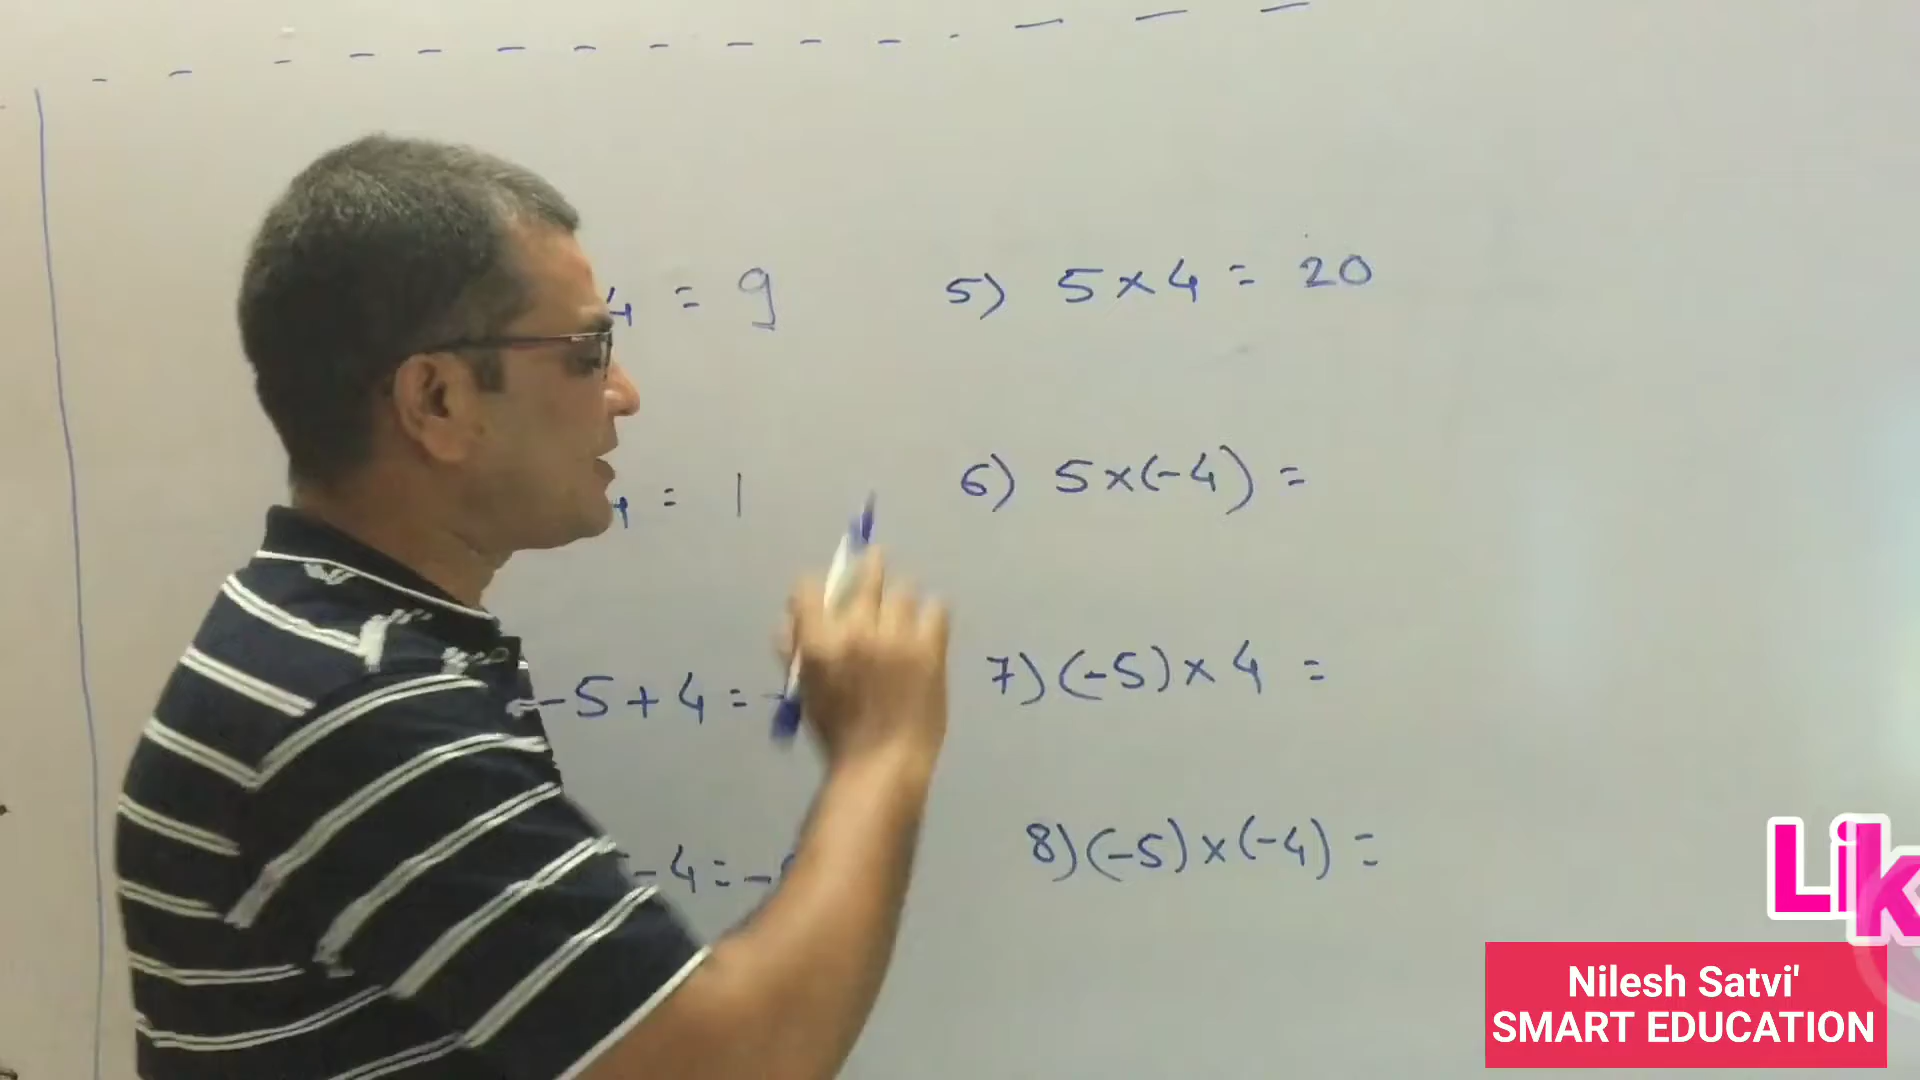 4 = 9
4 = 1
-5+4 = -
-4 = -
5) 5×4 = 20
6) 5×(-4) =
7) (-5)×4 =
8) (-5)×(-4) =
Lik
Nilesh Satvi'
SMART EDUCATION